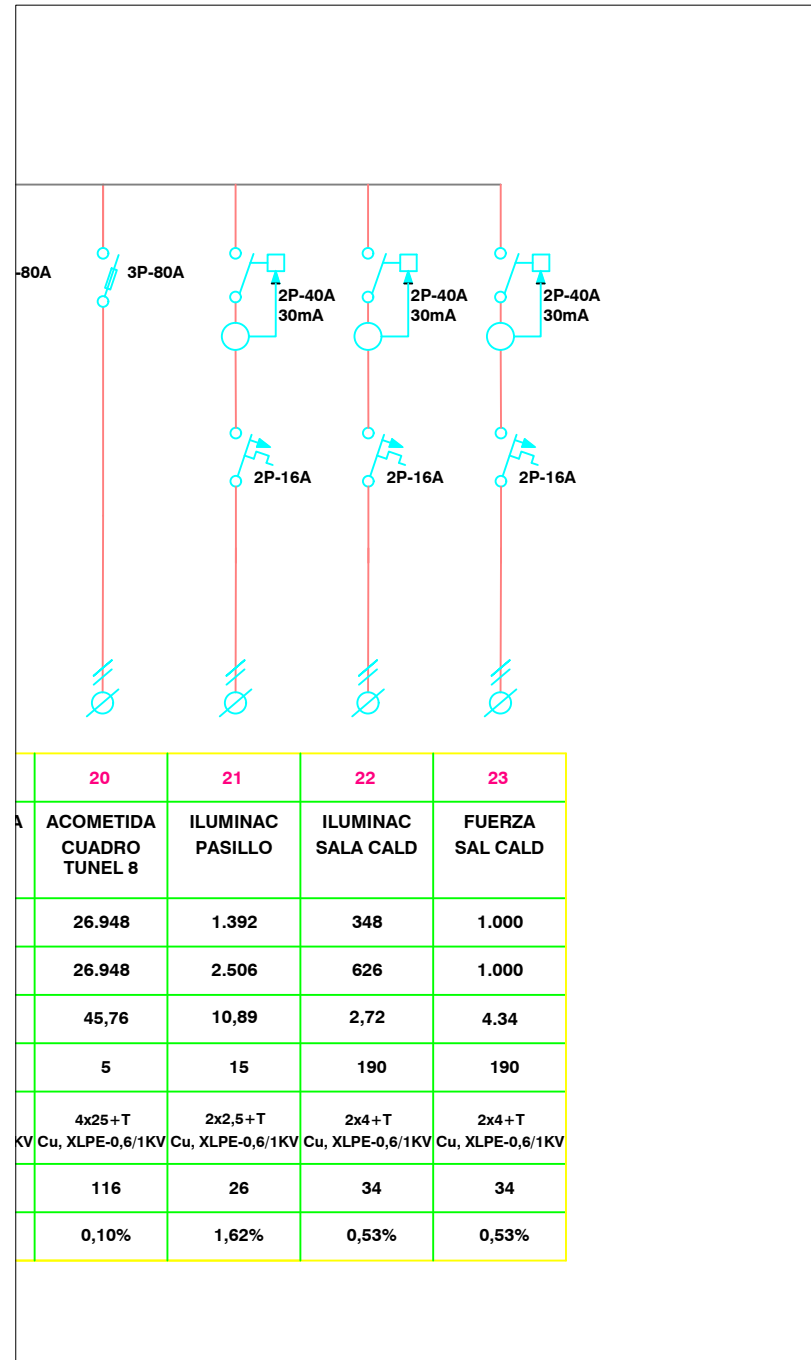 -80A
3P-80A
2P-40A
30mA
2P-40A
30mA
2P-40A
30mA
2P-16A
2P-16A
2P-16A
20 21 22 23
A ACOMETIDA ILUMINAC ILUMINAC FUERZA
CUADRO PASILLO SALA CALD SAL CALD
TUNEL 8
26.948 1.392 348 1.000
26.948 2.506 626 1.000
45,76 10,89 2,72 4.34
5 15 190 190
4x25+T 2x2,5+T 2x4+T 2x4+T
KV Cu, XLPE-0,6/1KV Cu, XLPE-0,6/1KV Cu, XLPE-0,6/1KV Cu, XLPE-0,6/1KV
116 26 34 34
0,10% 1,62% 0,53% 0,53%